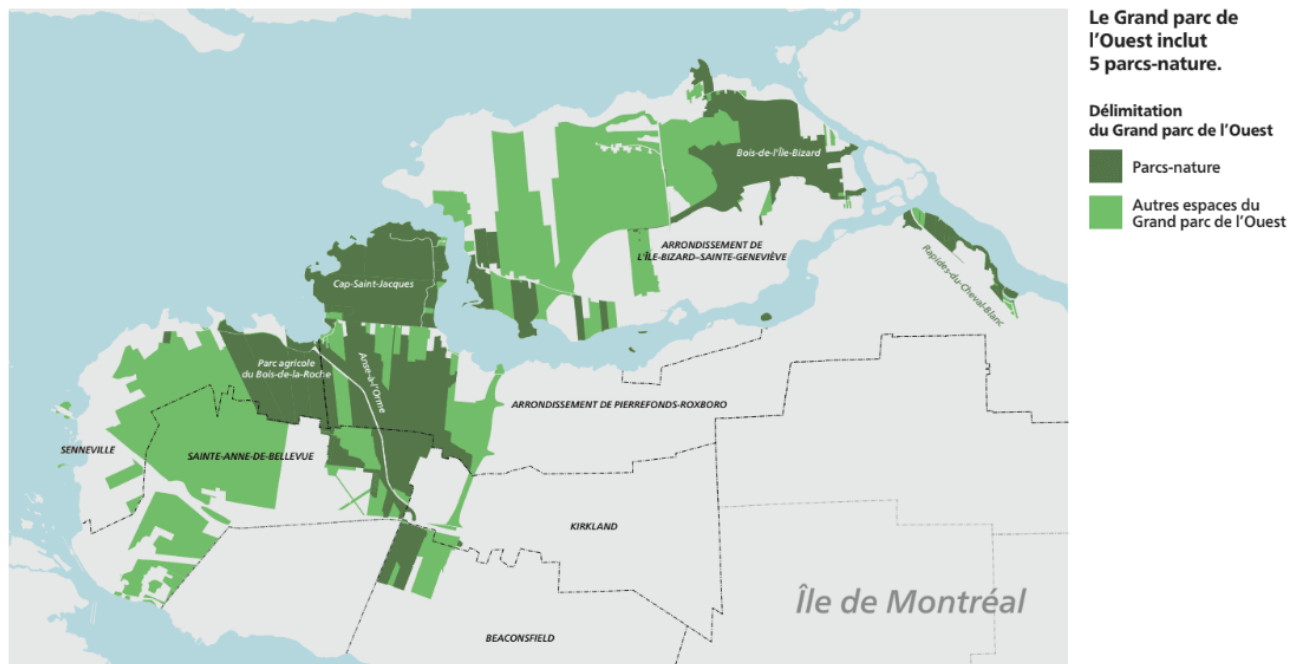 Le Grand parc de
l'Ouest inclut
5 parcs-nature.
Délimitation
du Grand parc de l'Ouest
Parcs-nature
Autres espaces du
Grand parc de l'Ouest
Bois-de-l'Île-Bizard
ARRONDISSEMENT DE
L'ÎLE-BIZARD–SAINTE-GENEVIÈVE
Rapides-du-Cheval-Blanc
Cap-Saint-Jacques
Parc agricole
du Bois-de-la-Roche
Anse-à-l'Orme
ARRONDISSEMENT DE PIERREFONDS-ROXBORO
SENNEVILLE
SAINTE-ANNE-DE-BELLEVUE
KIRKLAND
Île de Montréal
BEACONSFIELD